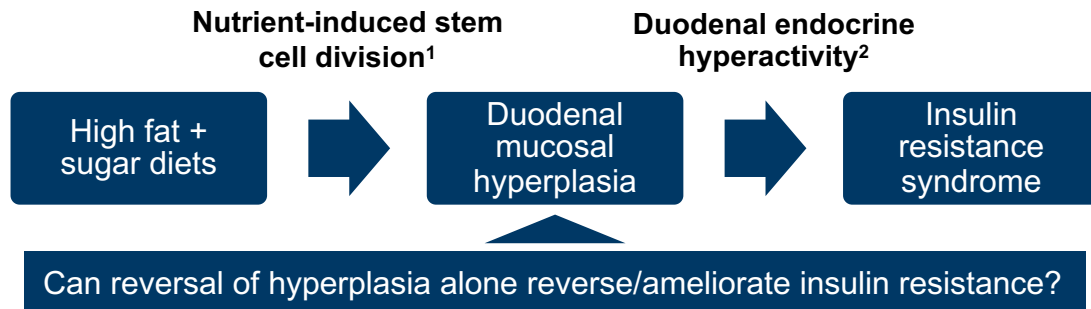 Nutrient-induced stem
cell division¹
Duodenal endocrine
hyperactivity²
High fat +
sugar diets
Duodenal
mucosal
hyperplasia
Insulin
resistance
syndrome
Can reversal of hyperplasia alone reverse/ameliorate insulin resistance?